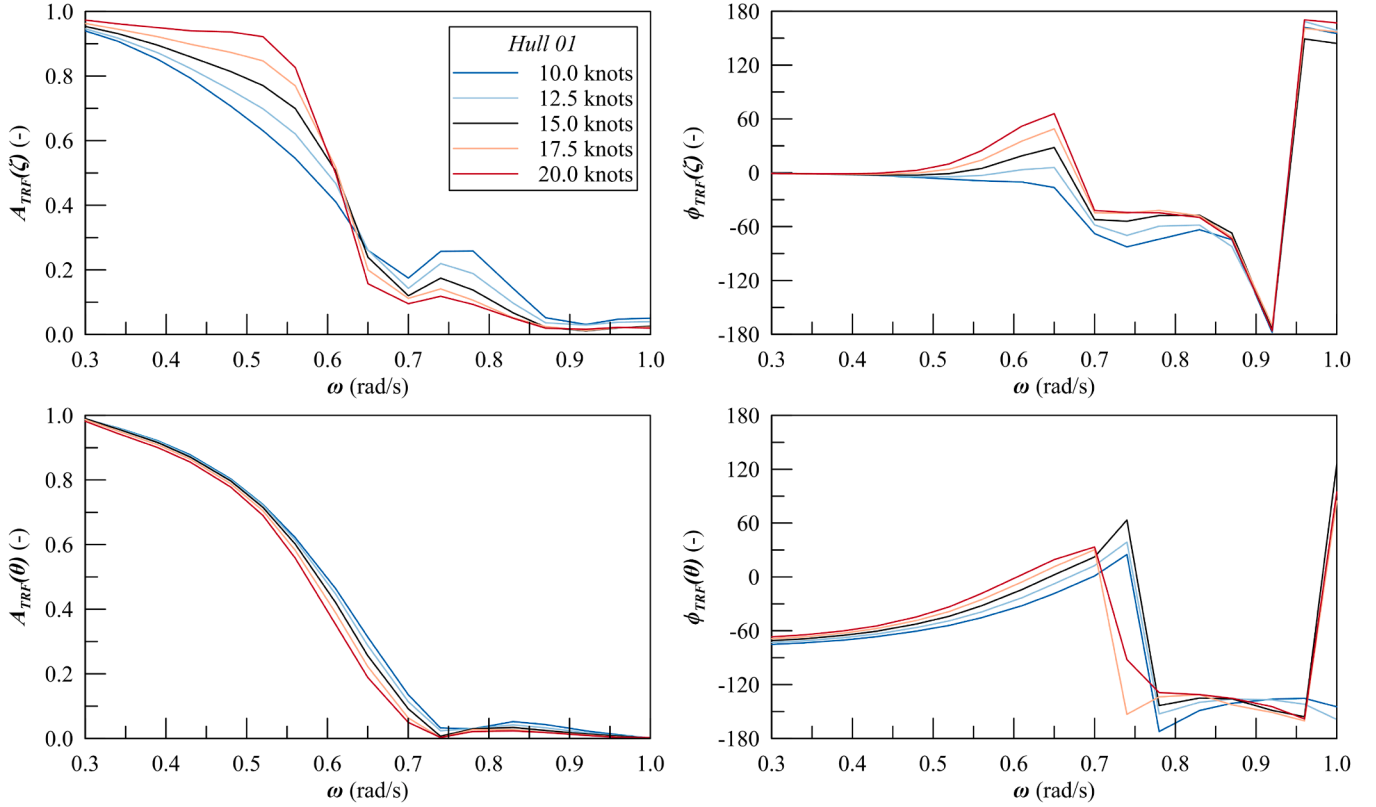 A_TRF(ζ) (-)
1.0
0.8
0.6
0.4
0.2
0.0
Hull 01
10.0 knots
12.5 knots
15.0 knots
17.5 knots
20.0 knots
0.3 0.4 0.5 0.6 0.7 0.8 0.9 1.0
ω (rad/s)
ϕ_TRF(ζ) (-)
180
120
60
0
-60
-120
-180
0.3 0.4 0.5 0.6 0.7 0.8 0.9 1.0
ω (rad/s)
A_TRF(θ) (-)
1.0
0.8
0.6
0.4
0.2
0.0
0.3 0.4 0.5 0.6 0.7 0.8 0.9 1.0
ω (rad/s)
ϕ_TRF(θ) (-)
180
120
60
0
-60
-120
-180
0.3 0.4 0.5 0.6 0.7 0.8 0.9 1.0
ω (rad/s)